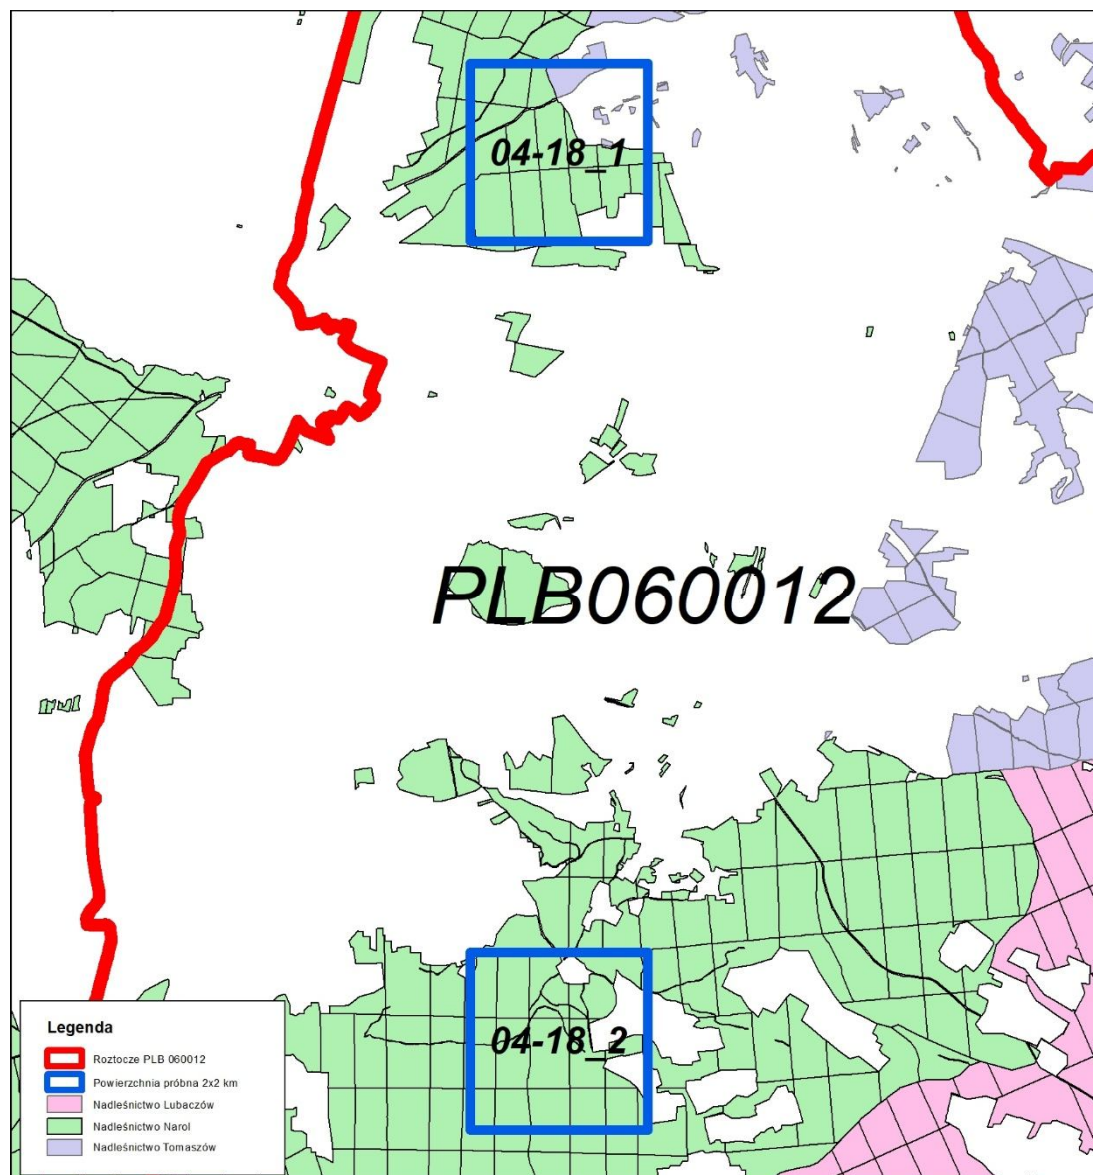 04-18_1
PLB060012
04-18_2
Legenda
Roztocze PLB 060012
Powierzchnia próbna 2x2 km
Nadleśnictwo Lubaczów
Nadleśnictwo Narol
Nadleśnictwo Tomaszów